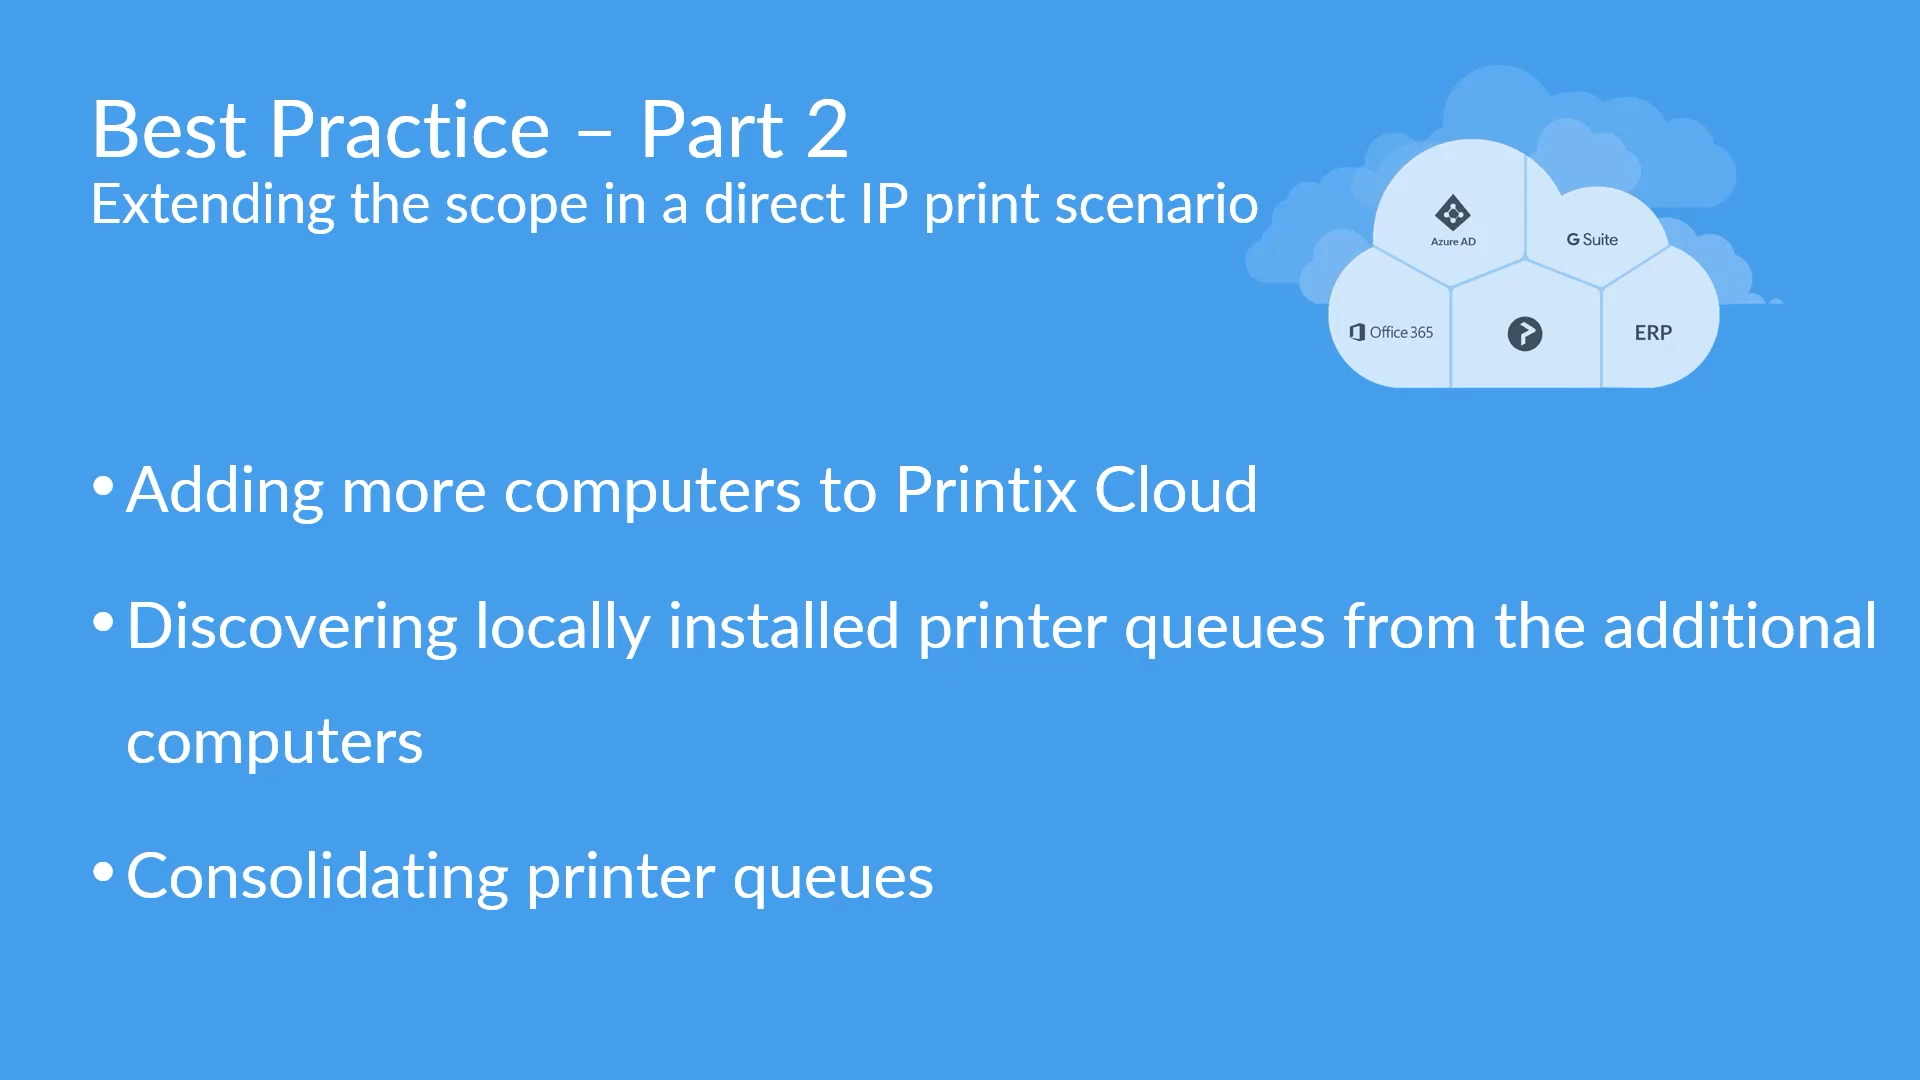 Best Practice – Part 2
Extending the scope in a direct IP print scenario
Azure AD
G Suite
Office 365
ERP
• Adding more computers to Printix Cloud
• Discovering locally installed printer queues from the additional
computers
• Consolidating printer queues